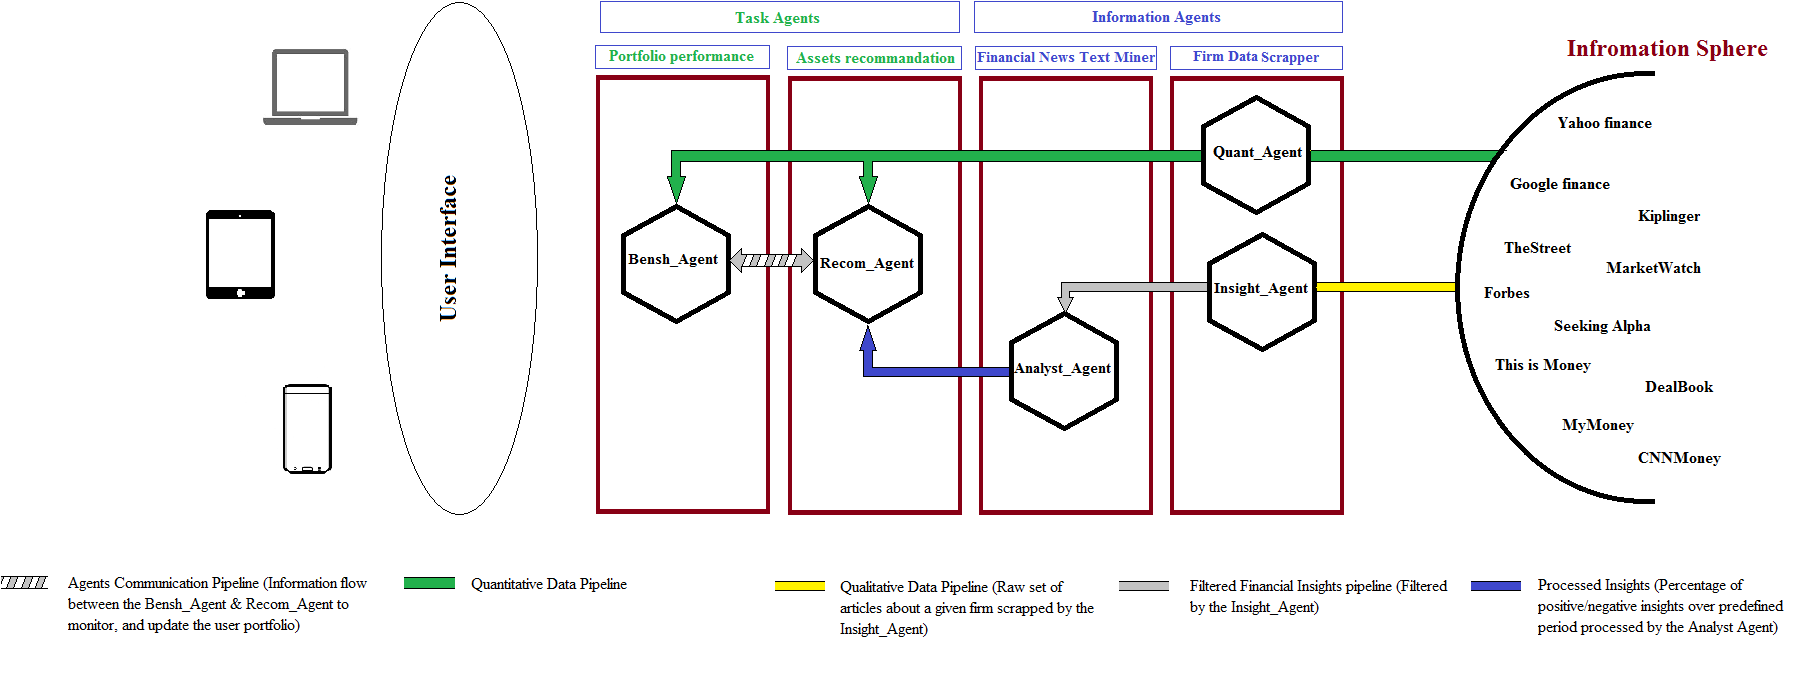 Task Agents
Information Agents
Portfolio performance
Assets recommandation
Financial News Text Miner
Firm Data Scrapper
Infromation Sphere
User Interface
Quant_Agent
Bensh_Agent
Recom_Agent
Insight_Agent
Analyst_Agent
Yahoo finance
Google finance
Kiplinger
TheStreet
MarketWatch
Forbes
Seeking Alpha
This is Money
DealBook
MyMoney
CNNMoney
Agents Communication Pipeline (Information flow
between the Bensh_Agent & Recom_Agent to
monitor, and update the user portfolio)
Quantitative Data Pipeline
Qualitative Data Pipeline (Raw set of
articles about a given firm scrapped by the
Insight_Agent)
Filtered Financial Insights pipeline (Filtered
by the Insight_Agent)
Processed Insights (Percentage of
positive/negative insights over predefined
period processed by the Analyst Agent)